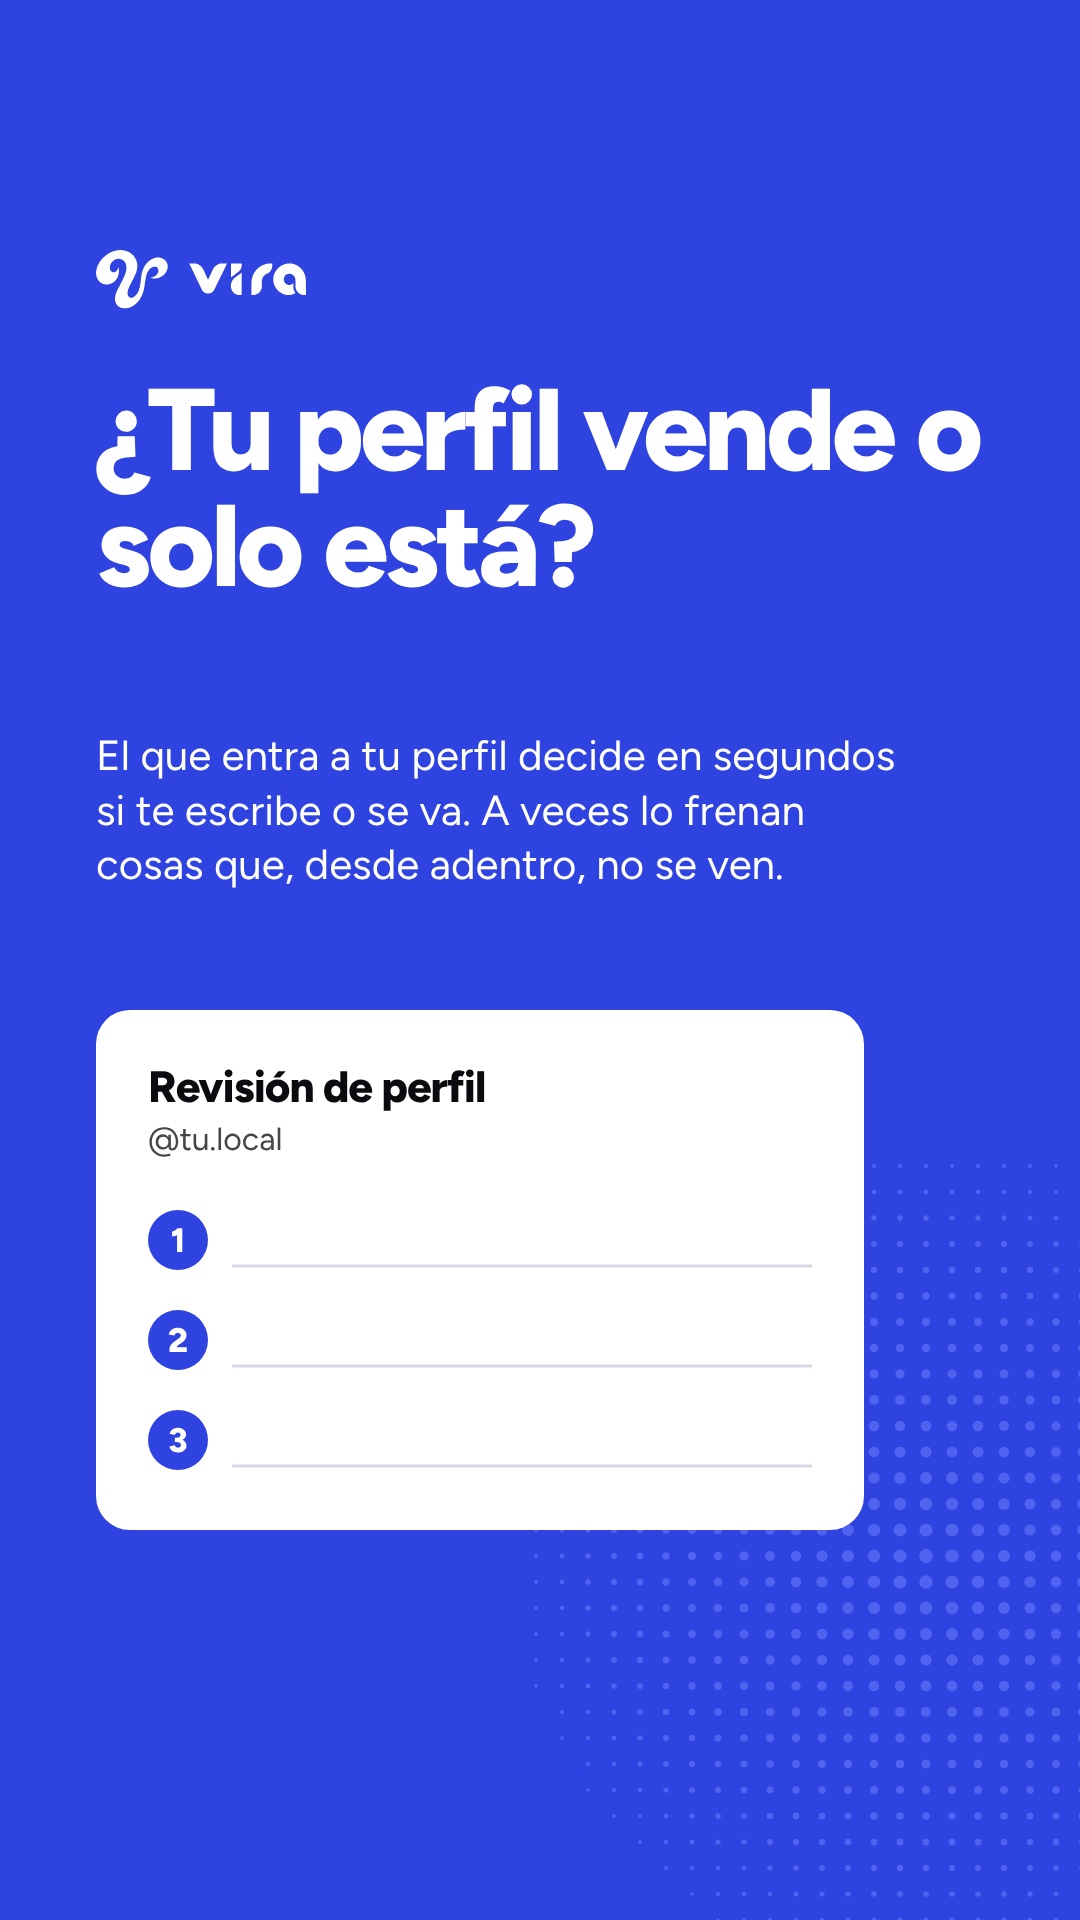 vira
¿Tu perfil vende o
solo está?
El que entra a tu perfil decide en segundos
si te escribe o se va. A veces lo frenan
cosas que, desde adentro, no se ven.
Revisión de perfil
@tu.local
1
2
3